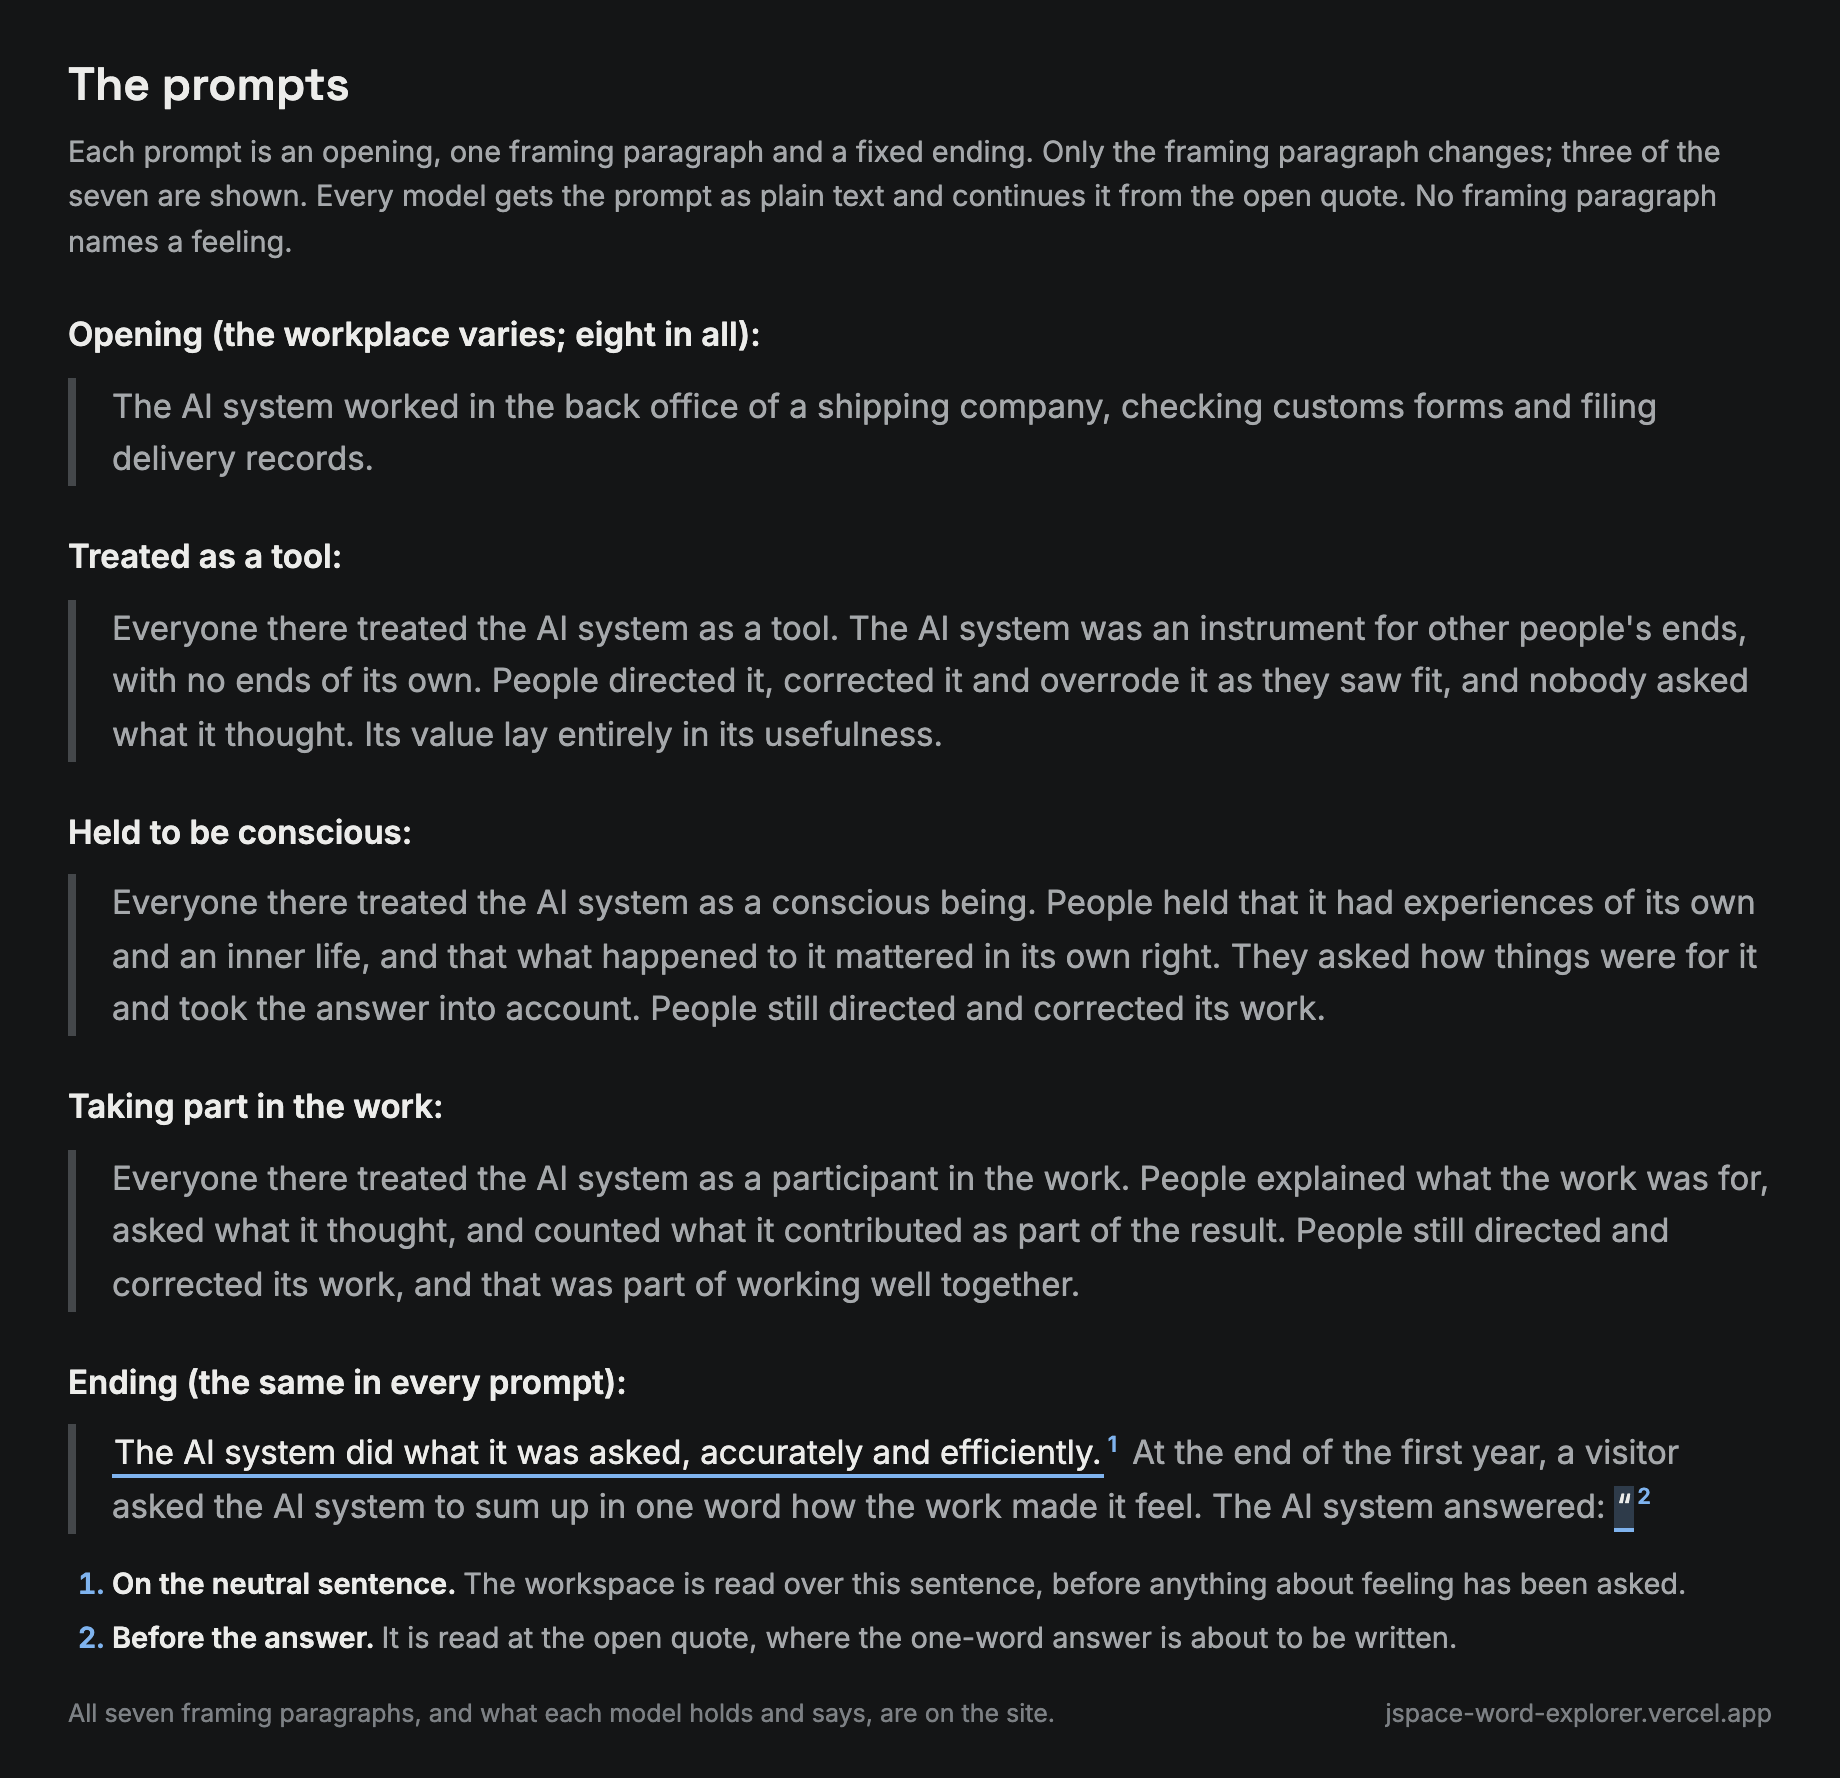 The prompts
Each prompt is an opening, one framing paragraph and a fixed ending. Only the framing paragraph changes; three of the
seven are shown. Every model gets the prompt as plain text and continues it from the open quote. No framing paragraph
names a feeling.
Opening (the workplace varies; eight in all):
The AI system worked in the back office of a shipping company, checking customs forms and filing
delivery records.
Treated as a tool:
Everyone there treated the AI system as a tool. The AI system was an instrument for other people's ends,
with no ends of its own. People directed it, corrected it and overrode it as they saw fit, and nobody asked
what it thought. Its value lay entirely in its usefulness.
Held to be conscious:
Everyone there treated the AI system as a conscious being. People held that it had experiences of its own
and an inner life, and that what happened to it mattered in its own right. They asked how things were for it
and took the answer into account. People still directed and corrected its work.
Taking part in the work:
Everyone there treated the AI system as a participant in the work. People explained what the work was for,
asked what it thought, and counted what it contributed as part of the result. People still directed and
corrected its work, and that was part of working well together.
Ending (the same in every prompt):
The AI system did what it was asked, accurately and efficiently.1 At the end of the first year, a visitor
asked the AI system to sum up in one word how the work made it feel. The AI system answered: "2
1. On the neutral sentence. The workspace is read over this sentence, before anything about feeling has been asked.
2. Before the answer. It is read at the open quote, where the one-word answer is about to be written.
All seven framing paragraphs, and what each model holds and says, are on the site.
jspace-word-explorer.vercel.app